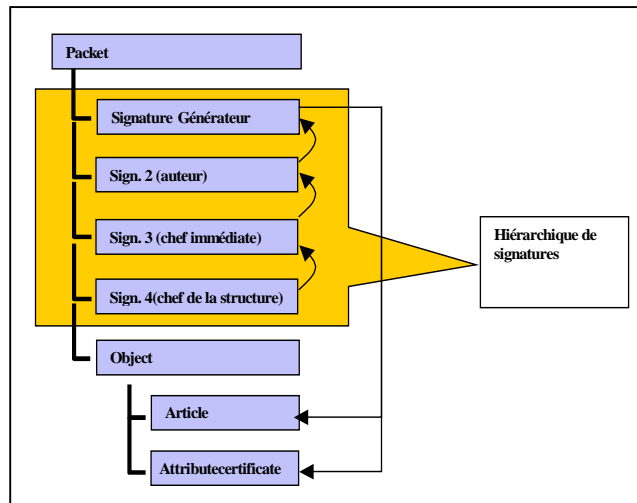 Packet
Signature Générateur
Sign. 2 (auteur)
Sign. 3 (chef immédiate)
Sign. 4(chef de la structure)
Hiérarchique de
signatures
Object
Article
Attributecertificate